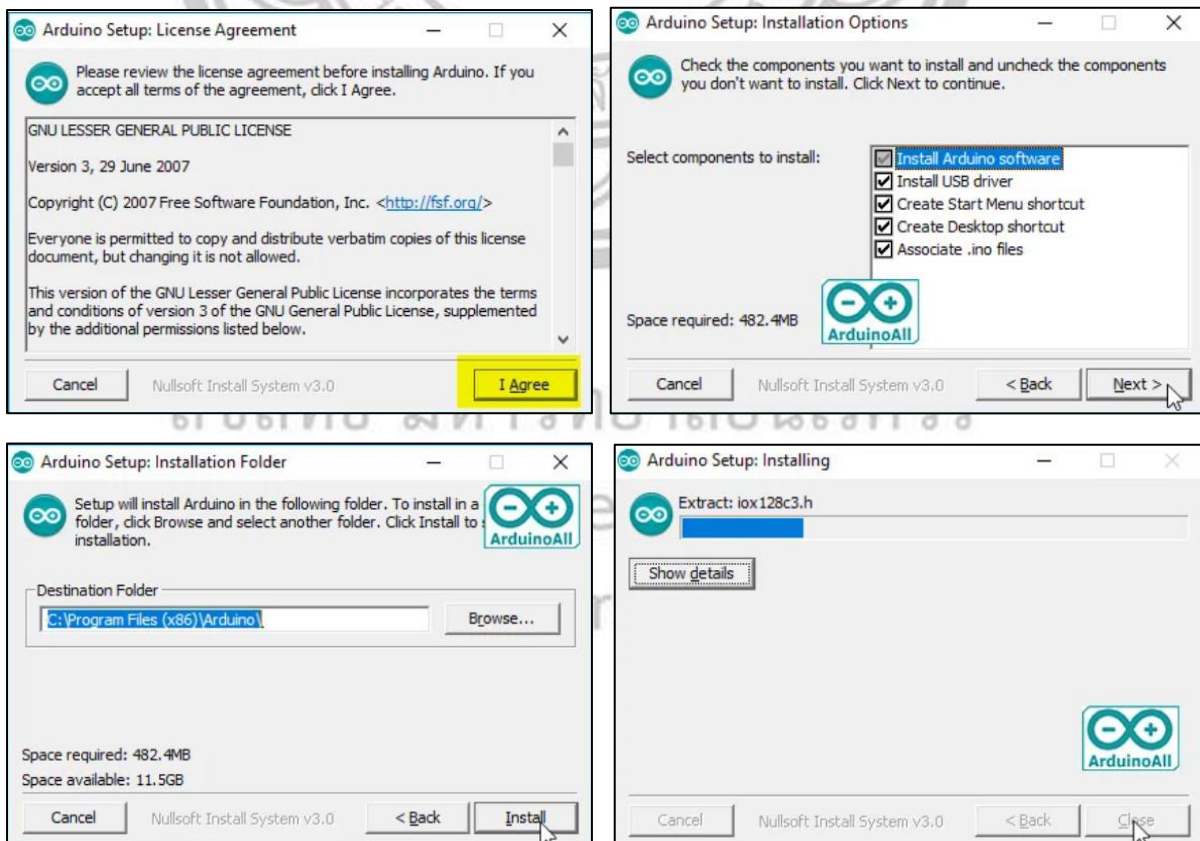 Arduino Setup: License Agreement
Please review the license agreement before installing Arduino. If you
accept all terms of the agreement, click I Agree.
GNU LESSER GENERAL PUBLIC LICENSE
Version 3, 29 June 2007
Copyright (C) 2007 Free Software Foundation, Inc. <http://fsf.org/>
Everyone is permitted to copy and distribute verbatim copies of this license
document, but changing it is not allowed.
This version of the GNU Lesser General Public License incorporates the terms
and conditions of version 3 of the GNU General Public License, supplemented
by the additional permissions listed below.
Cancel
Nullsoft Install System v3.0
I Agree
Arduino Setup: Installation Options
Check the components you want to install and uncheck the components
you don't want to install. Click Next to continue.
Select components to install:
Install Arduino software
Install USB driver
Create Start Menu shortcut
Create Desktop shortcut
Associate .ino files
Space required: 482.4MB
ArduinoAll
Cancel
Nullsoft Install System v3.0
< Back
Next >
Arduino Setup: Installation Folder
Setup will install Arduino in the following folder. To install in a
folder, click Browse and select another folder. Click Install to
installation.
ArduinoAll
Destination Folder
C:\Program Files (x86)\Arduino\
Browse...
Space required: 482.4MB
Space available: 11.5GB
Cancel
Nullsoft Install System v3.0
< Back
Install
Arduino Setup: Installing
Extract: iox128c3.h
Show details
ArduinoAll
Cancel
Nullsoft Install System v3.0
< Back
Close